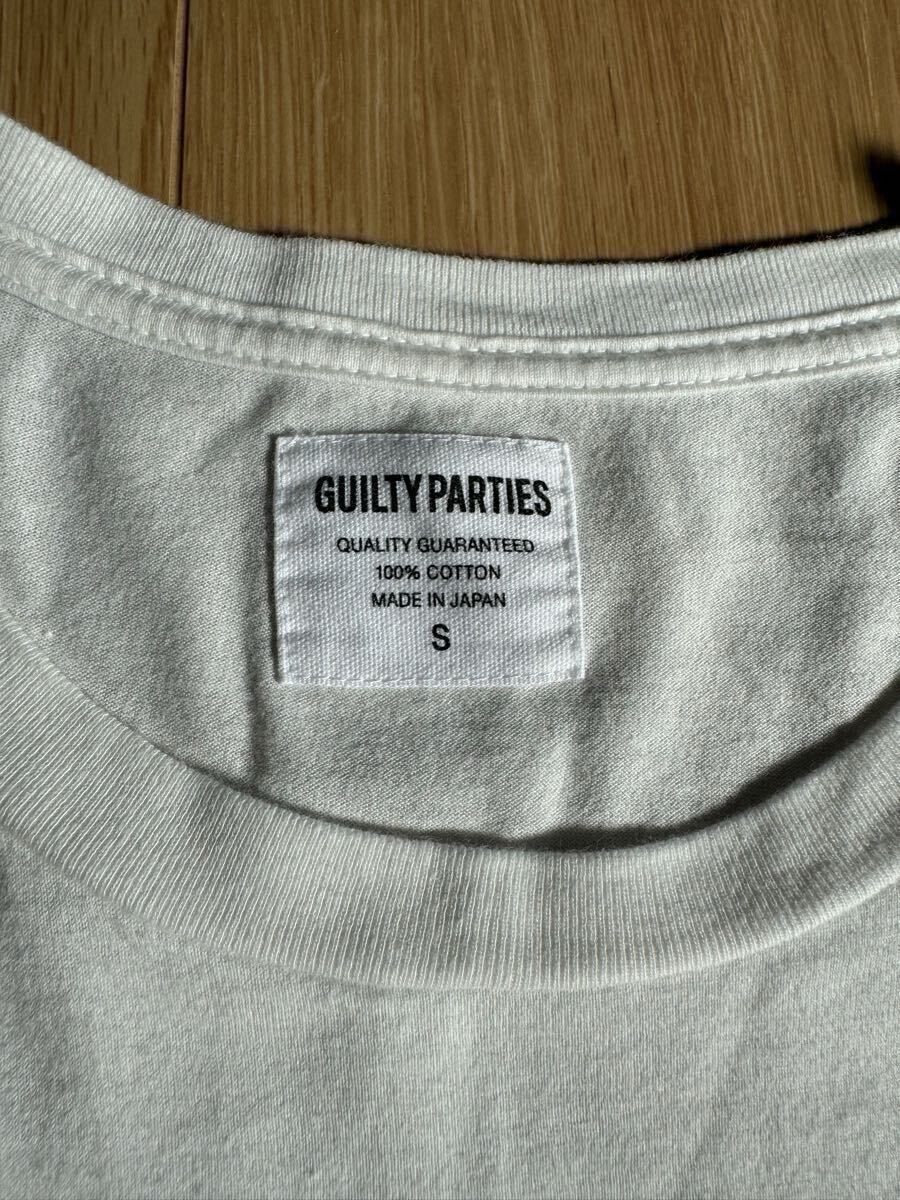 GUILTY PARTIES
QUALITY GUARANTEED
100% COTTON
MADE IN JAPAN
S